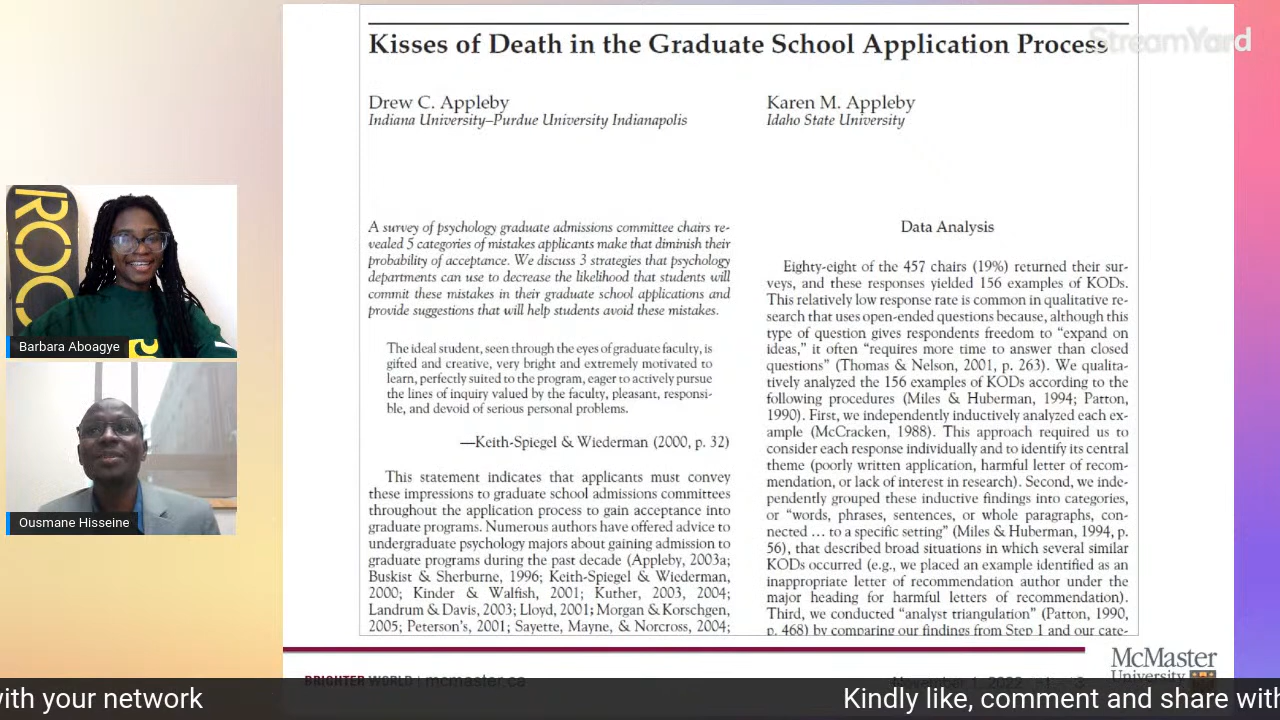 Kisses of Death in the Graduate School Application Process
StreamYard
Drew C. Appleby
Indiana University–Purdue University Indianapolis
Karen M. Appleby
Idaho State University
A survey of psychology graduate admissions committee chairs re-
vealed 5 categories of mistakes applicants make that diminish their
probability of acceptance. We discuss 3 strategies that psychology
departments can use to decrease the likelihood that students will
commit these mistakes in their graduate school applications and
provide suggestions that will help students avoid these mistakes.
The ideal student, seen through the eyes of graduate faculty, is
gifted and creative, very bright and extremely motivated to
learn, perfectly suited to the program, eager to actively pursue
the lines of inquiry valued by the faculty, pleasant, responsi-
ble, and devoid of serious personal problems.
—Keith-Spiegel & Wiederman (2000, p. 32)
This statement indicates that applicants must convey
these impressions to graduate school admissions committees
throughout the application process to gain acceptance into
graduate programs. Numerous authors have offered advice to
undergraduate psychology majors about gaining admission to
graduate programs during the past decade (Appleby, 2003a;
Buskist & Sherburne, 1996; Keith-Spiegel & Wiederman,
2000; Kinder & Walfish, 2001; Kuther, 2003, 2004;
Landrum & Davis, 2003; Lloyd, 2001; Morgan & Korschgen,
2005; Peterson's, 2001; Sayette, Mayne, & Norcross, 2004;
Data Analysis
Eighty-eight of the 457 chairs (19%) returned their sur-
veys, and these responses yielded 156 examples of KODs.
This relatively low response rate is common in qualitative re-
search that uses open-ended questions because, although this
type of question gives respondents freedom to “expand on
ideas,” it often “requires more time to answer than closed
questions” (Thomas & Nelson, 2001, p. 263). We qualita-
tively analyzed the 156 examples of KODs according to the
following procedures (Miles & Huberman, 1994; Patton,
1990). First, we independently inductively analyzed each ex-
ample (McCracken, 1988). This approach required us to
consider each response individually and to identify its central
theme (poorly written application, harmful letter of recom-
mendation, or lack of interest in research). Second, we inde-
pendently grouped these inductive findings into categories,
or “words, phrases, sentences, or whole paragraphs, con-
nected … to a specific setting” (Miles & Huberman, 1994, p.
56), that described broad situations in which several similar
KODs occurred (e.g., we placed an example identified as an
inappropriate letter of recommendation author under the
major heading for harmful letters of recommendation).
Third, we conducted “analyst triangulation” (Patton, 1990,
p. 468) by comparing our findings from Step 1 and our cate-
ROC
Barbara Aboagye
Ousmane Hisseine
McMaster
University
BRIGHTER WORLD | mcmaster.ca
with your network
Kindly like, comment and share with